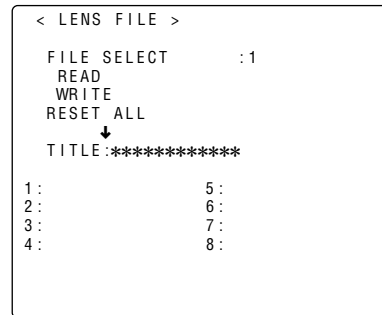 < LENS FILE >
FILE SELECT :1
READ
WRITE
RESET ALL
↓
TITLE:************
1: 5:
2: 6:
3: 7:
4: 8: